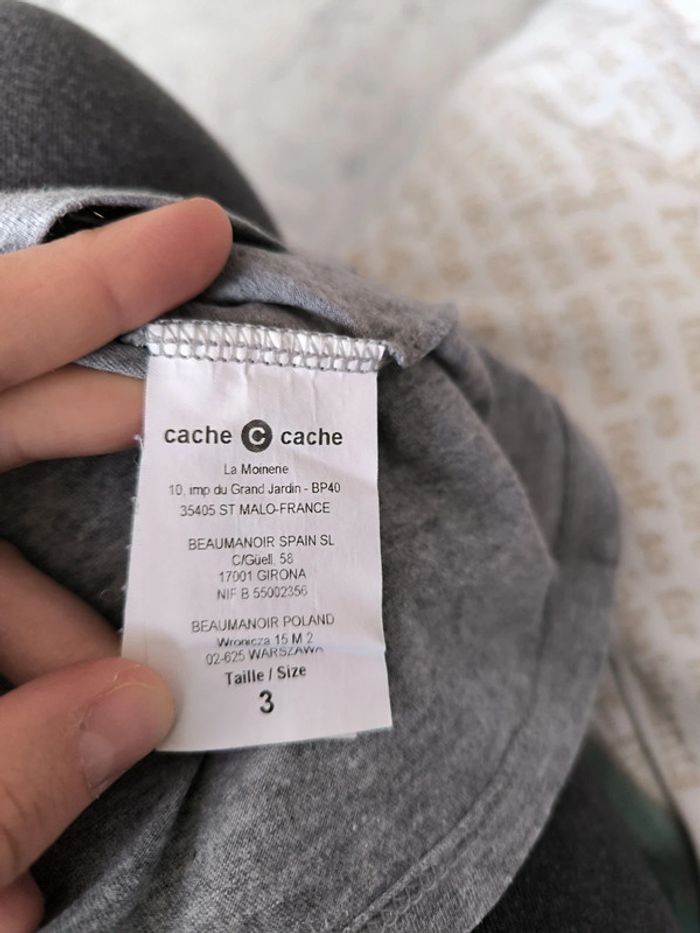 cache C cache
La Moinerie
10, imp du Grand Jardin - BP40
35405 ST MALO-FRANCE
BEAUMANOIR SPAIN SL
C/Güell, 58
17001 GIRONA
NIF B 55002356
BEAUMANOIR POLAND
Wronicza 15 M 2
02-625 WARSZAWA
Taille / Size
3